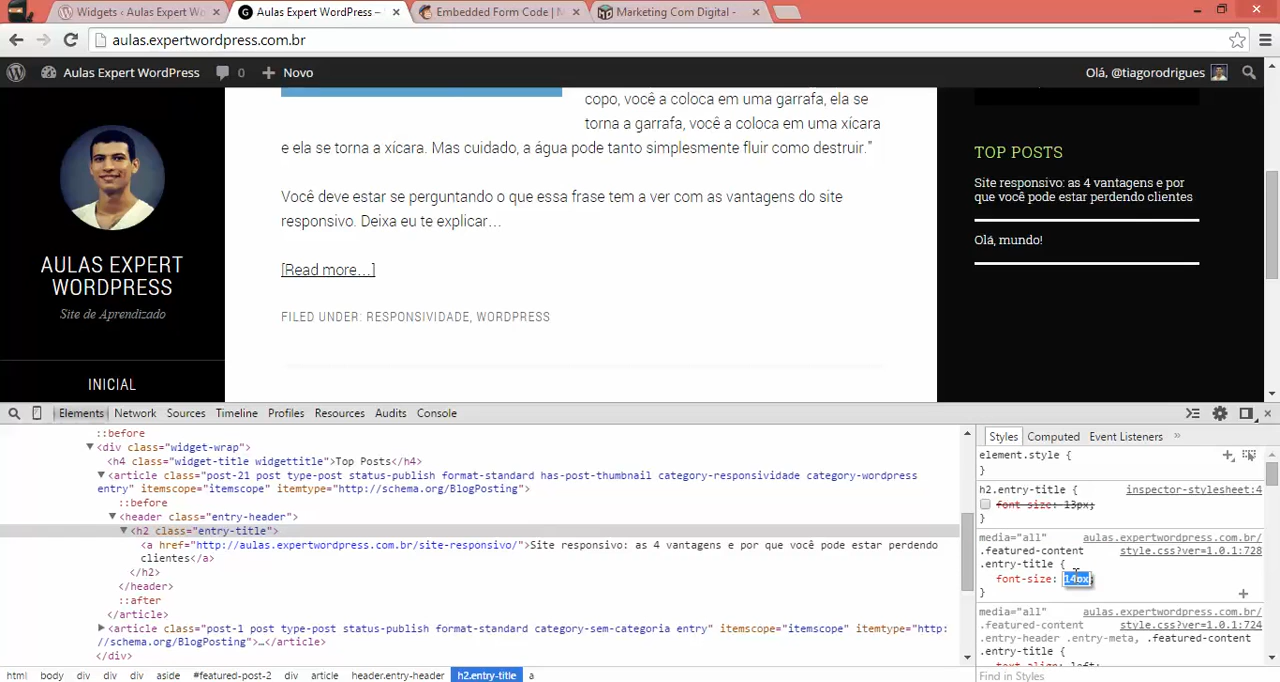 Widgets ‹ Aulas Expert Wo
Aulas Expert WordPress –
Embedded Form Code | M
Marketing Com Digital -
aulas.expertwordpress.com.br
Aulas Expert WordPress
0
Novo
Olá, @tiagorodrigues
AULAS EXPERT
WORDPRESS
Site de Aprendizado
INICIAL
copo, você a coloca em uma garrafa, ela se
torna a garrafa, você a coloca em uma xícara
e ela se torna a xícara. Mas cuidado, a água pode tanto simplesmente fluir como destruir."
Você deve estar se perguntando o que essa frase tem a ver com as vantagens do site
responsivo. Deixa eu te explicar…
[Read more...]
FILED UNDER: RESPONSIVIDADE, WORDPRESS
TOP POSTS
Site responsivo: as 4 vantagens e por
que você pode estar perdendo clientes
Olá, mundo!
Elements Network Sources Timeline Profiles Resources Audits Console
::before
<div class="widget-wrap">
<h4 class="widget-title widgettitle">Top Posts</h4>
<article class="post-21 post type-post status-publish format-standard has-post-thumbnail category-responsividade category-wordpress
entry" itemscope="itemscope" itemtype="http://schema.org/BlogPosting">
::before
<header class="entry-header">
<h2 class="entry-title">
<a href="http://aulas.expertwordpress.com.br/site-responsivo/">Site responsivo: as 4 vantagens e por que você pode estar perdendo
clientes</a>
</h2>
</header>
::after
</article>
<article class="post-1 post type-post status-publish format-standard category-sem-categoria entry" itemscope="itemscope" itemtype="http:
//schema.org/BlogPosting">…</article>
</div>
html body div div div aside #featured-post-2 div article header.entry-header h2.entry-title a
Styles Computed Event Listeners »
element.style {
}
h2.entry-title { inspector-stylesheet:4
font-size: 13px;
}
media="all" aulas.expertwordpress.com.br/
.featured-content style.css?ver=1.0.1:728
.entry-title {
font-size: 14px;
}
media="all" aulas.expertwordpress.com.br/
.featured-content style.css?ver=1.0.1:724
.entry-header .entry-meta, .featured-content
.entry-title {
text-align: left;
Find in Styles